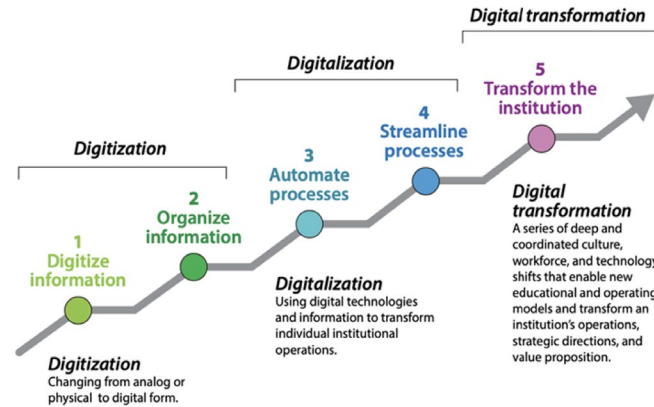 Digital transformation
Digitalization
5
Transform the
institution
4
Streamline
processes
Digitization
3
Automate
processes
2
Organize
information
1
Digitize
information
Digital
transformation
A series of deep and
coordinated culture,
workforce, and technology
shifts that enable new
educational and operating
models and transform an
institution's operations,
strategic directions, and
value proposition.
Digitalization
Using digital technologies
and information to transform
individual institutional
operations.
Digitization
Changing from analog or
physical to digital form.